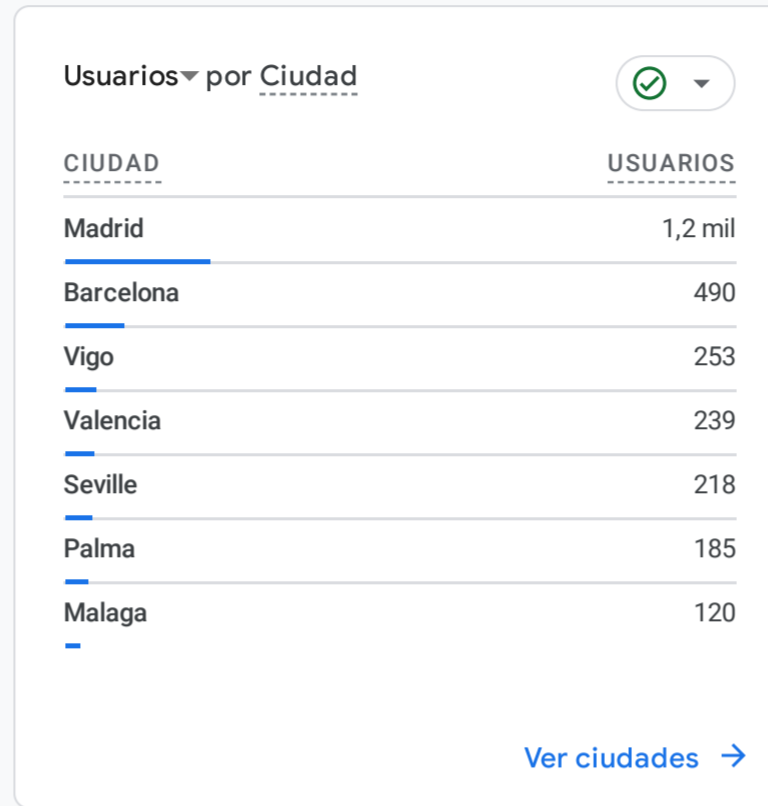 Usuarios por Ciudad
CIUDAD USUARIOS
Madrid 1,2 mil
Barcelona 490
Vigo 253
Valencia 239
Seville 218
Palma 185
Malaga 120
Ver ciudades